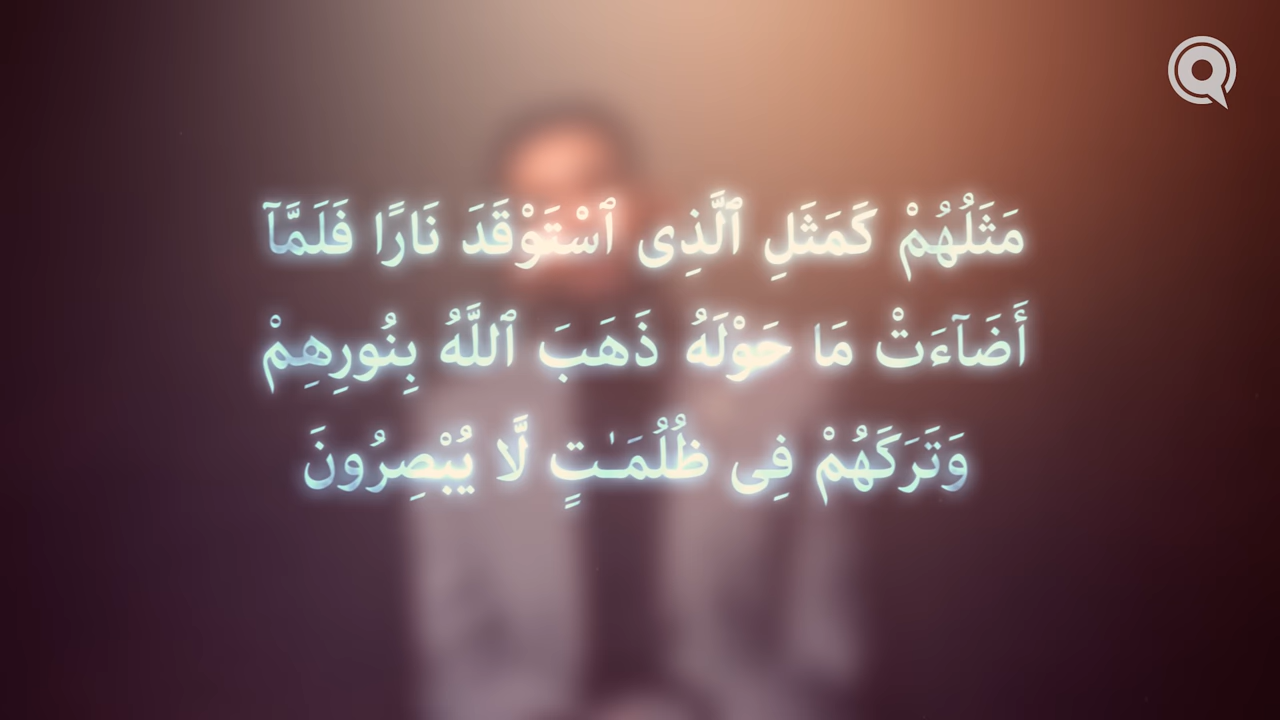 مَثَلُهُمْ كَمَثَلِ ٱلَّذِى ٱسْتَوْقَدَ نَارًا فَلَمَّآ
أَضَآءَتْ مَا حَوْلَهُ ذَهَبَ ٱللَّهُ بِنُورِهِمْ
وَتَرَكَهُمْ فِى ظُلُمَـٰتٍ لَّا يُبْصِرُونَ